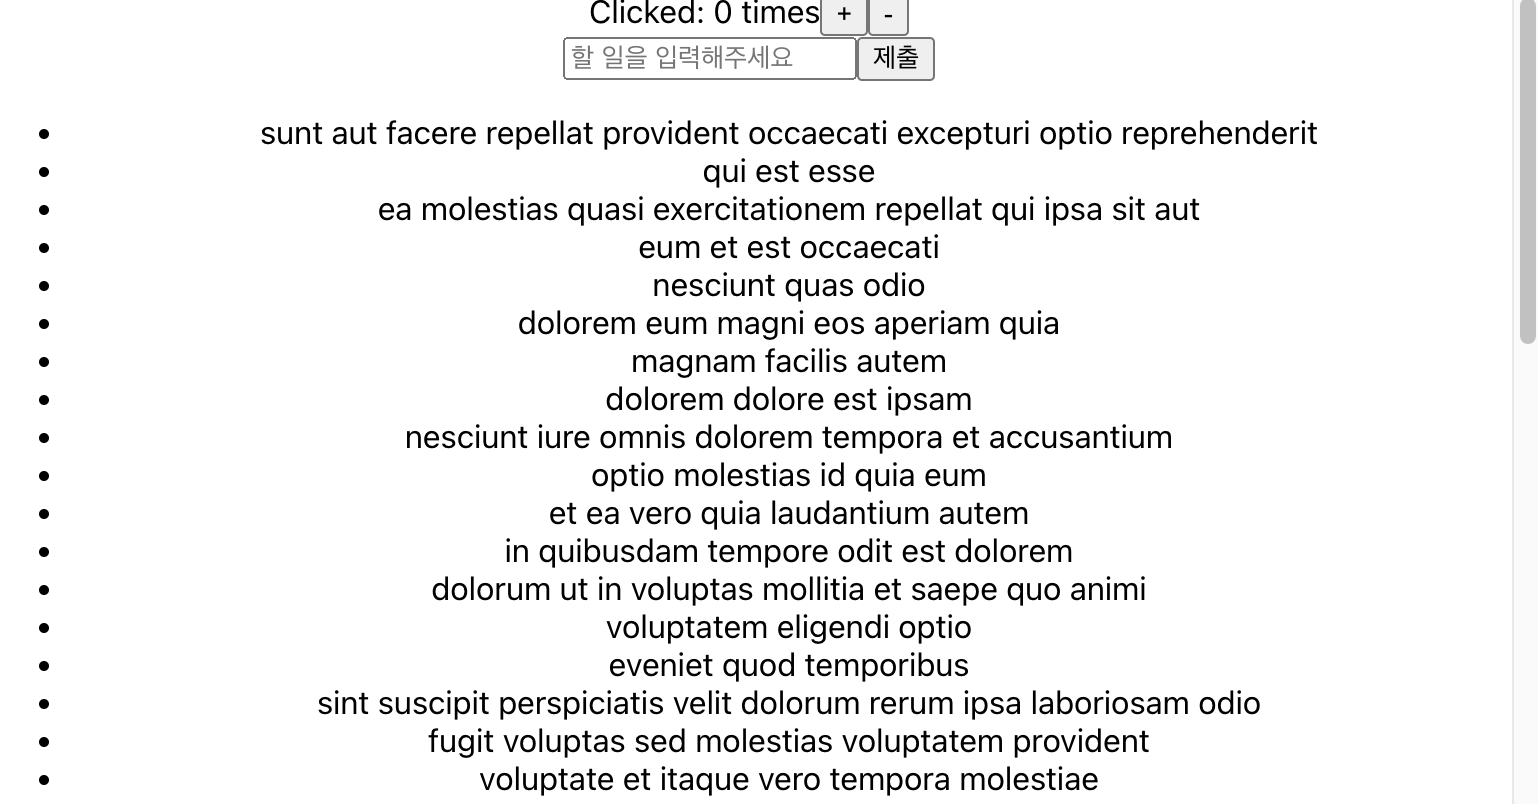 Clicked: 0 times + -
할 일을 입력해주세요 제출
sunt aut facere repellat provident occaecati excepturi optio reprehenderit
qui est esse
ea molestias quasi exercitationem repellat qui ipsa sit aut
eum et est occaecati
nesciunt quas odio
dolorem eum magni eos aperiam quia
magnam facilis autem
dolorem dolore est ipsam
nesciunt iure omnis dolorem tempora et accusantium
optio molestias id quia eum
et ea vero quia laudantium autem
in quibusdam tempore odit est dolorem
dolorum ut in voluptas mollitia et saepe quo animi
voluptatem eligendi optio
eveniet quod temporibus
sint suscipit perspiciatis velit dolorum rerum ipsa laboriosam odio
fugit voluptas sed molestias voluptatem provident
voluptate et itaque vero tempora molestiae